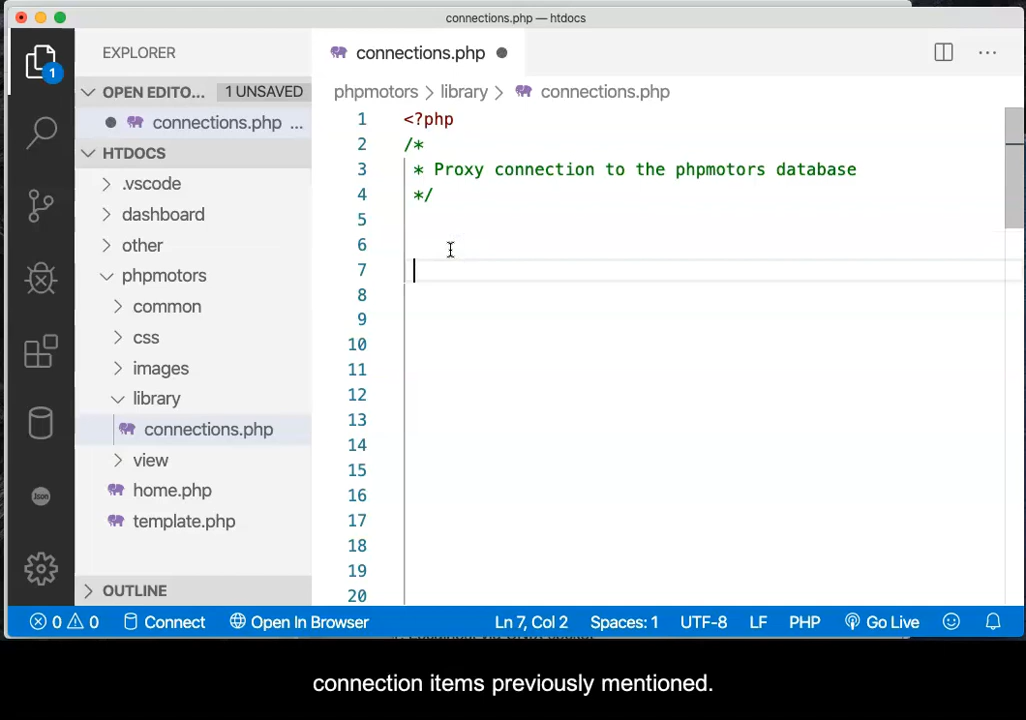 connections.php — htdocs
EXPLORER
connections.php
OPEN EDITO...
1 UNSAVED
connections.php ...
HTDOCS
.vscode
dashboard
other
phpmotors
common
css
images
library
connections.php
view
home.php
template.php
OUTLINE
1
phpmotors > library > connections.php
1 <?php
2 /*
3 * Proxy connection to the phpmotors database
4 */
5
6
7
8
9
10
11
12
13
14
15
16
17
18
19
20
Json
0 0 Connect Open In Browser Ln 7, Col 2 Spaces: 1 UTF-8 LF PHP Go Live
connection items previously mentioned.